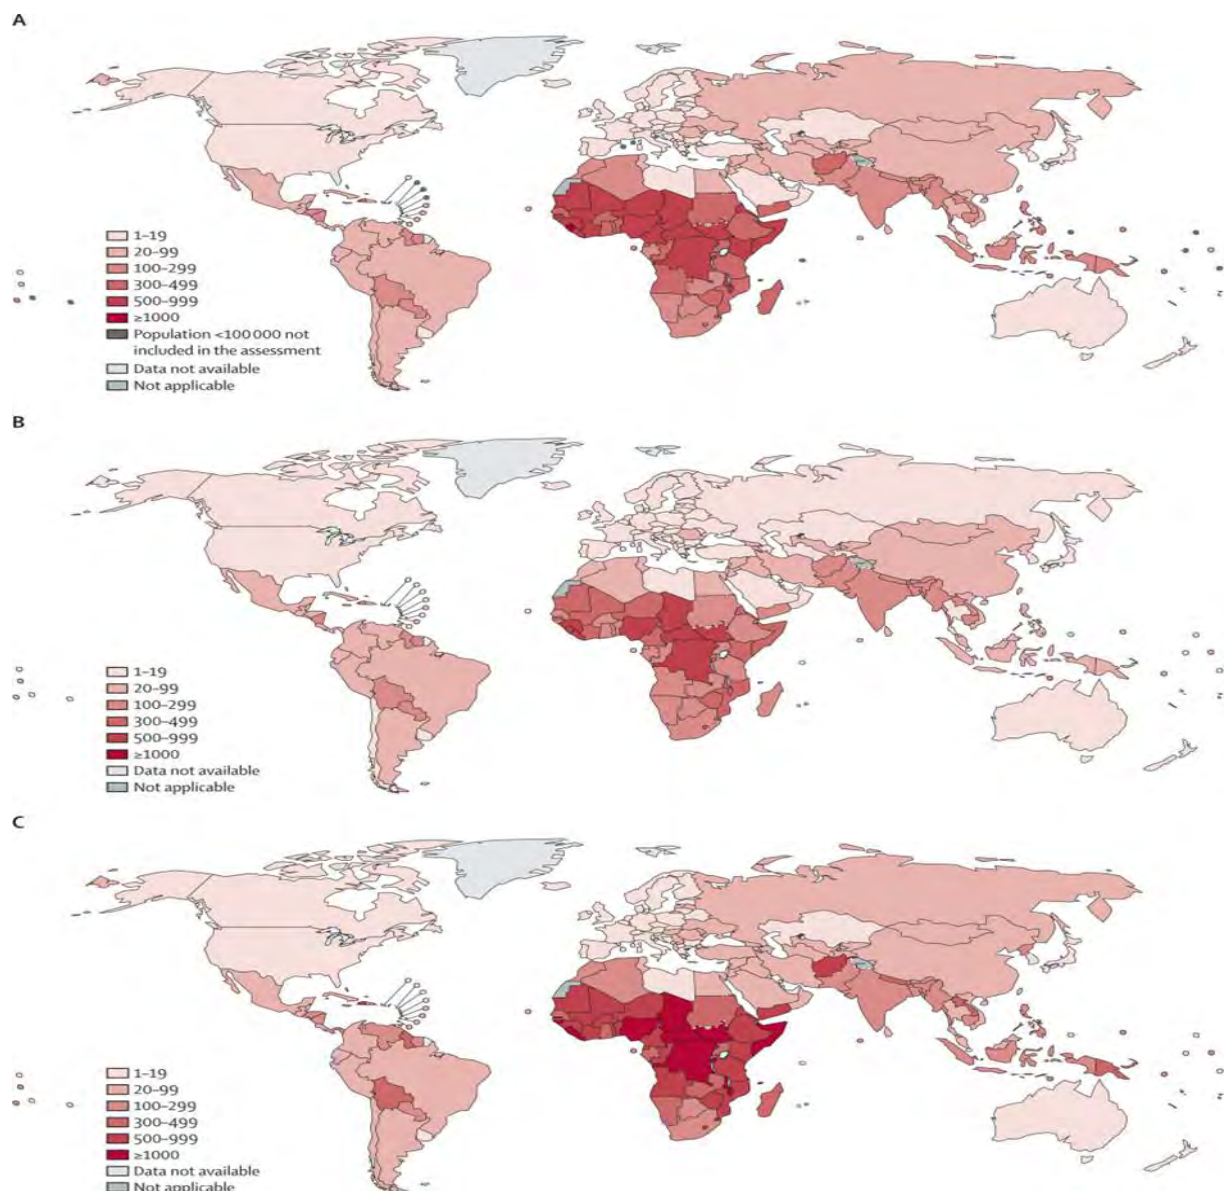 A
1–19
20–99
100–299
300–499
500–999
≥1000
Population <100 000 not
included in the assessment
Data not available
Not applicable
B
1–19
20–99
100–299
300–499
500–999
≥1000
Data not available
Not applicable
C
1–19
20–99
100–299
300–499
500–999
≥1000
Data not available
Not applicable